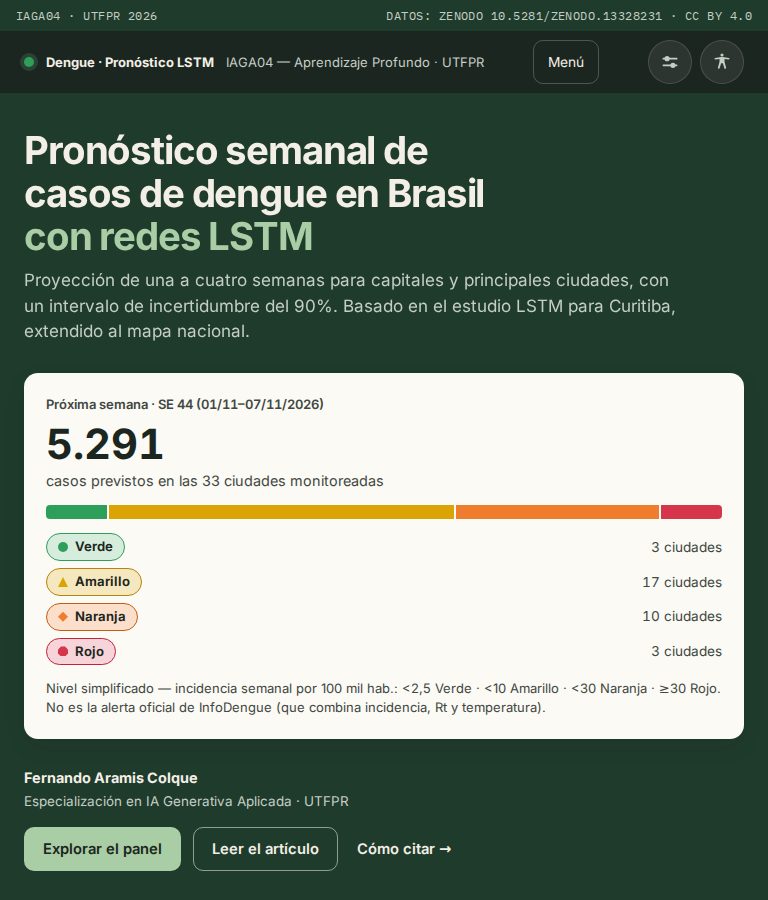 IAGA04 · UTFPR 2026
DATOS: ZENODO 10.5281/ZENODO.13328231 · CC BY 4.0
Dengue · Pronóstico LSTM
IAGA04 — Aprendizaje Profundo · UTFPR
Menú
Pronóstico semanal de
casos de dengue en Brasil
con redes LSTM
Proyección de una a cuatro semanas para capitales y principales ciudades, con
un intervalo de incertidumbre del 90%. Basado en el estudio LSTM para Curitiba,
extendido al mapa nacional.
Próxima semana · SE 44 (01/11–07/11/2026)
5.291
casos previstos en las 33 ciudades monitoreadas
Verde 3 ciudades
Amarillo 17 ciudades
Naranja 10 ciudades
Rojo 3 ciudades
Nivel simplificado — incidencia semanal por 100 mil hab.: <2,5 Verde · <10 Amarillo · <30 Naranja · ≥30 Rojo.
No es la alerta oficial de InfoDengue (que combina incidencia, Rt y temperatura).
Fernando Aramis Colque
Especialización en IA Generativa Aplicada · UTFPR
Explorar el panel
Leer el artículo
Cómo citar →